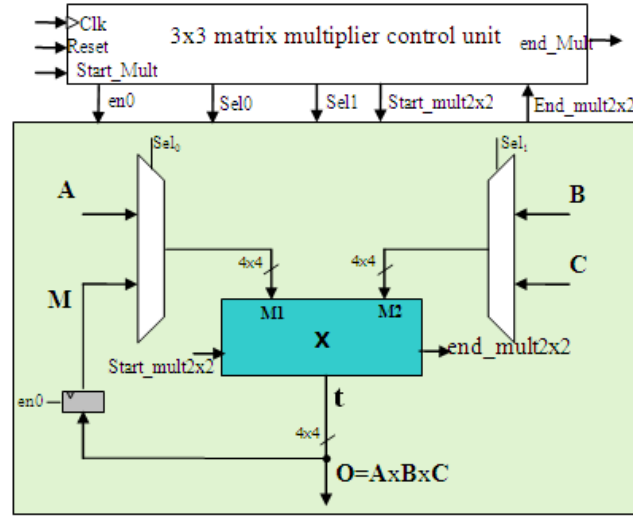 Clk
3x3 matrix multiplier control unit
end_Mult
Reset
Start_Mult
en0
Sel0
Sel1
Start_mult2x2
End_mult2x2
Sel0
Sel1
A
B
M
C
4x4
4x4
M1
M2
X
Start_mult2x2
end_mult2x2
t
en0
4x4
O=AxBxC